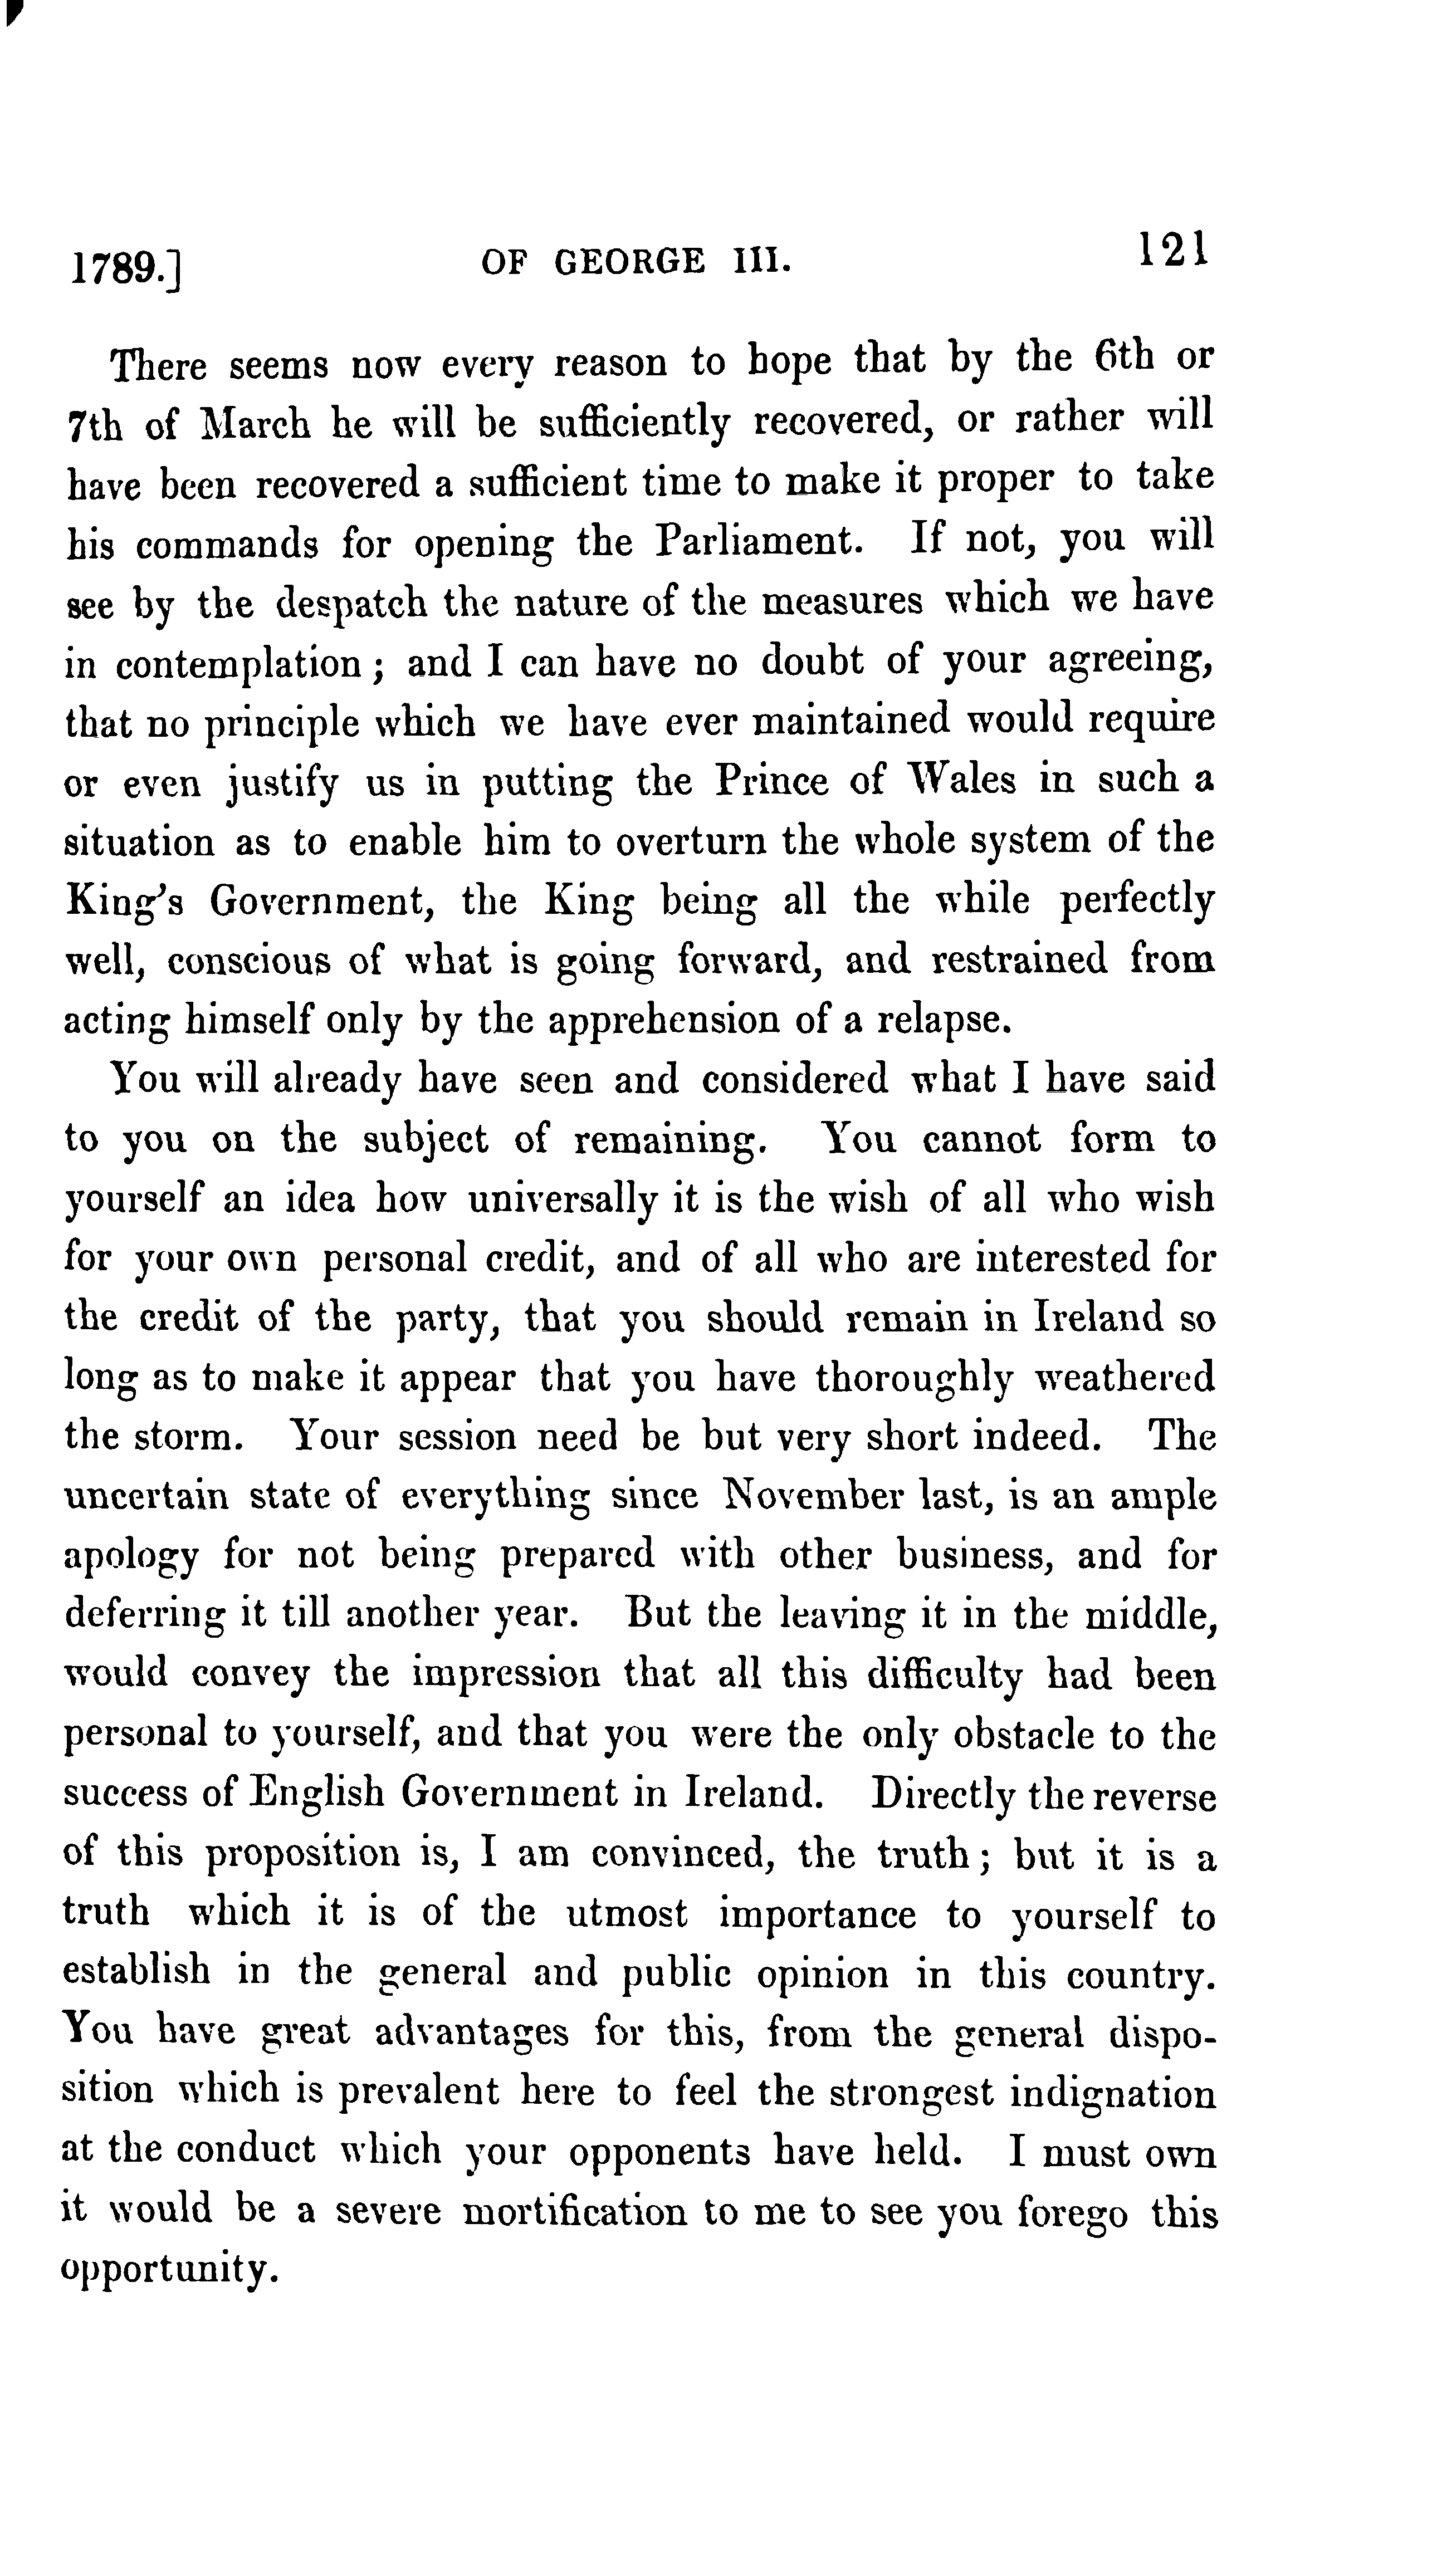 1789.] OF GEORGE III. 121
There seems now every reason to hope that by the 6th or
7th of March he will be sufficiently recovered, or rather will
have been recovered a sufficient time to make it proper to take
his commands for opening the Parliament. If not, you will
see by the despatch the nature of the measures which we have
in contemplation; and I can have no doubt of your agreeing,
that no principle which we have ever maintained would require
or even justify us in putting the Prince of Wales in such a
situation as to enable him to overturn the whole system of the
King's Government, the King being all the while perfectly
well, conscious of what is going forward, and restrained from
acting himself only by the apprehension of a relapse.
You will already have seen and considered what I have said
to you on the subject of remaining. You cannot form to
yourself an idea how universally it is the wish of all who wish
for your own personal credit, and of all who are interested for
the credit of the party, that you should remain in Ireland so
long as to make it appear that you have thoroughly weathered
the storm. Your session need be but very short indeed. The
uncertain state of everything since November last, is an ample
apology for not being prepared with other business, and for
deferring it till another year. But the leaving it in the middle,
would convey the impression that all this difficulty had been
personal to yourself, and that you were the only obstacle to the
success of English Government in Ireland. Directly the reverse
of this proposition is, I am convinced, the truth; but it is a
truth which it is of the utmost importance to yourself to
establish in the general and public opinion in this country.
You have great advantages for this, from the general dispo-
sition which is prevalent here to feel the strongest indignation
at the conduct which your opponents have held. I must own
it would be a severe mortification to me to see you forego this
opportunity.